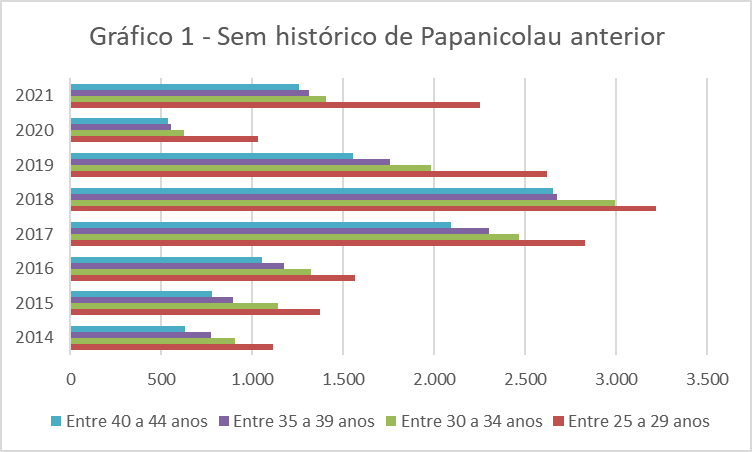 Gráfico 1 - Sem histórico de Papanicolau anterior
2021
2020
2019
2018
2017
2016
2015
2014
0 500 1.000 1.500 2.000 2.500 3.000 3.500
Entre 40 a 44 anos Entre 35 a 39 anos Entre 30 a 34 anos Entre 25 a 29 anos